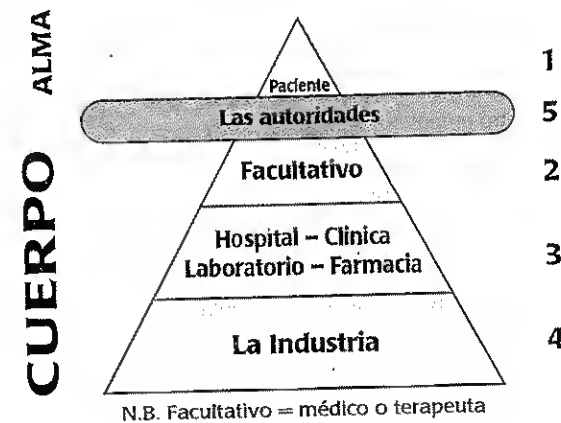 ALMA
CUERPO
Paciente
1
Las autoridades
5
Facultativo
2
Hospital – Clinica
Laboratorio – Farmacia
3
La Industria
4
N.B. Facultativo = médico o terapeuta